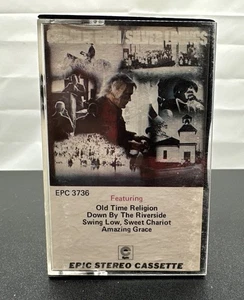 EPC 3736
Featuring
Old Time Religion
Down By The Riverside
Swing Low, Sweet Chariot
Amazing Grace
EPIC STEREO CASSETTE